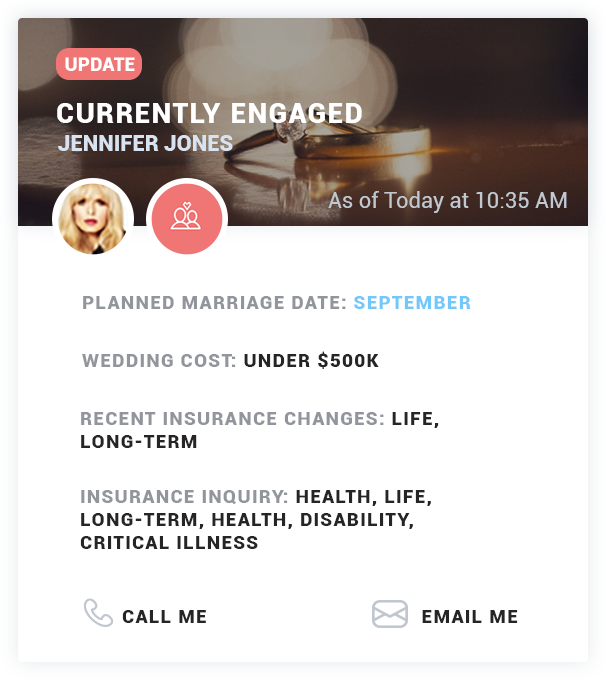 UPDATE
CURRENTLY ENGAGED
JENNIFER JONES
As of Today at 10:35 AM
PLANNED MARRIAGE DATE: SEPTEMBER
WEDDING COST: UNDER $500K
RECENT INSURANCE CHANGES: LIFE,
LONG-TERM
INSURANCE INQUIRY: HEALTH, LIFE,
LONG-TERM, HEALTH, DISABILITY,
CRITICAL ILLNESS
CALL ME
EMAIL ME